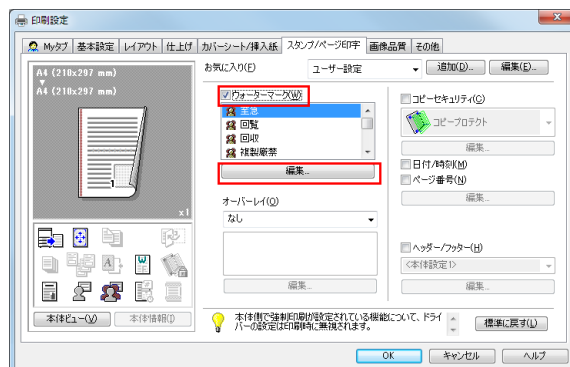 印刷設定
Myタブ 基本設定 レイアウト 仕上げ カバーシート/挿入紙 スタンプ/ページ印字 画像品質 その他
A4 (210x297 mm)
A4 (210x297 mm)
1
x1
本体ビュー(V) 本体情報(I)
お気に入り(F) ユーザー設定 追加(D)... 編集(E)...
ウォーターマーク(W):
至急
回覧
回収
複製厳禁
編集...
オーバーレイ(O)
なし
編集...
コピーセキュリティ(C)
コピープロテクト
編集...
日付/時刻(M)
ページ番号(N)
編集...
ヘッダー/フッター(H)
<本体設定1>
編集...
本体側で強制印刷が設定されている機能について、ドライ
バーの設定は印刷時に無視されます。
標準に戻す(L)
OK キャンセル ヘルプ